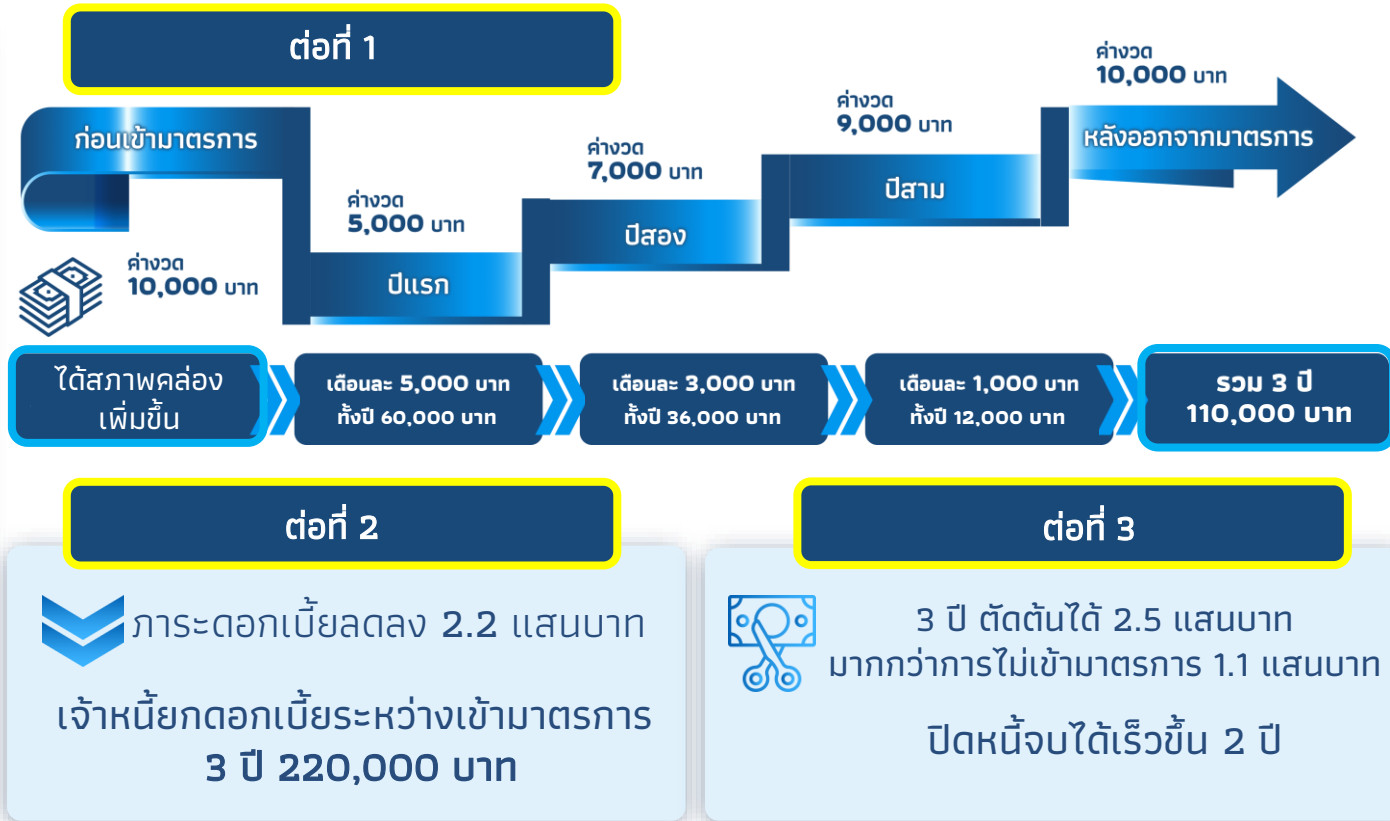 ต่อที่ 1
ก่อนเข้ามาตรการ
ค่างวด
10,000 บาท
ค่างวด
5,000 บาท
ปีแรก
ค่างวด
7,000 บาท
ปีสอง
ค่างวด
9,000 บาท
ปีสาม
ค่างวด
10,000 บาท
หลังออกจากมาตรการ
ได้สภาพคล่อง
เพิ่มขึ้น
เดือนละ 5,000 บาท
ทั้งปี 60,000 บาท
เดือนละ 3,000 บาท
ทั้งปี 36,000 บาท
เดือนละ 1,000 บาท
ทั้งปี 12,000 บาท
รวม 3 ปี
110,000 บาท
ต่อที่ 2
ภาระดอกเบี้ยลดลง 2.2 แสนบาท
เจ้าหนี้ยกดอกเบี้ยระหว่างเข้ามาตรการ
3 ปี 220,000 บาท
ต่อที่ 3
3 ปี ตัดต้นได้ 2.5 แสนบาท
มากกว่าการไม่เข้ามาตรการ 1.1 แสนบาท
ปิดหนี้จบได้เร็วขึ้น 2 ปี